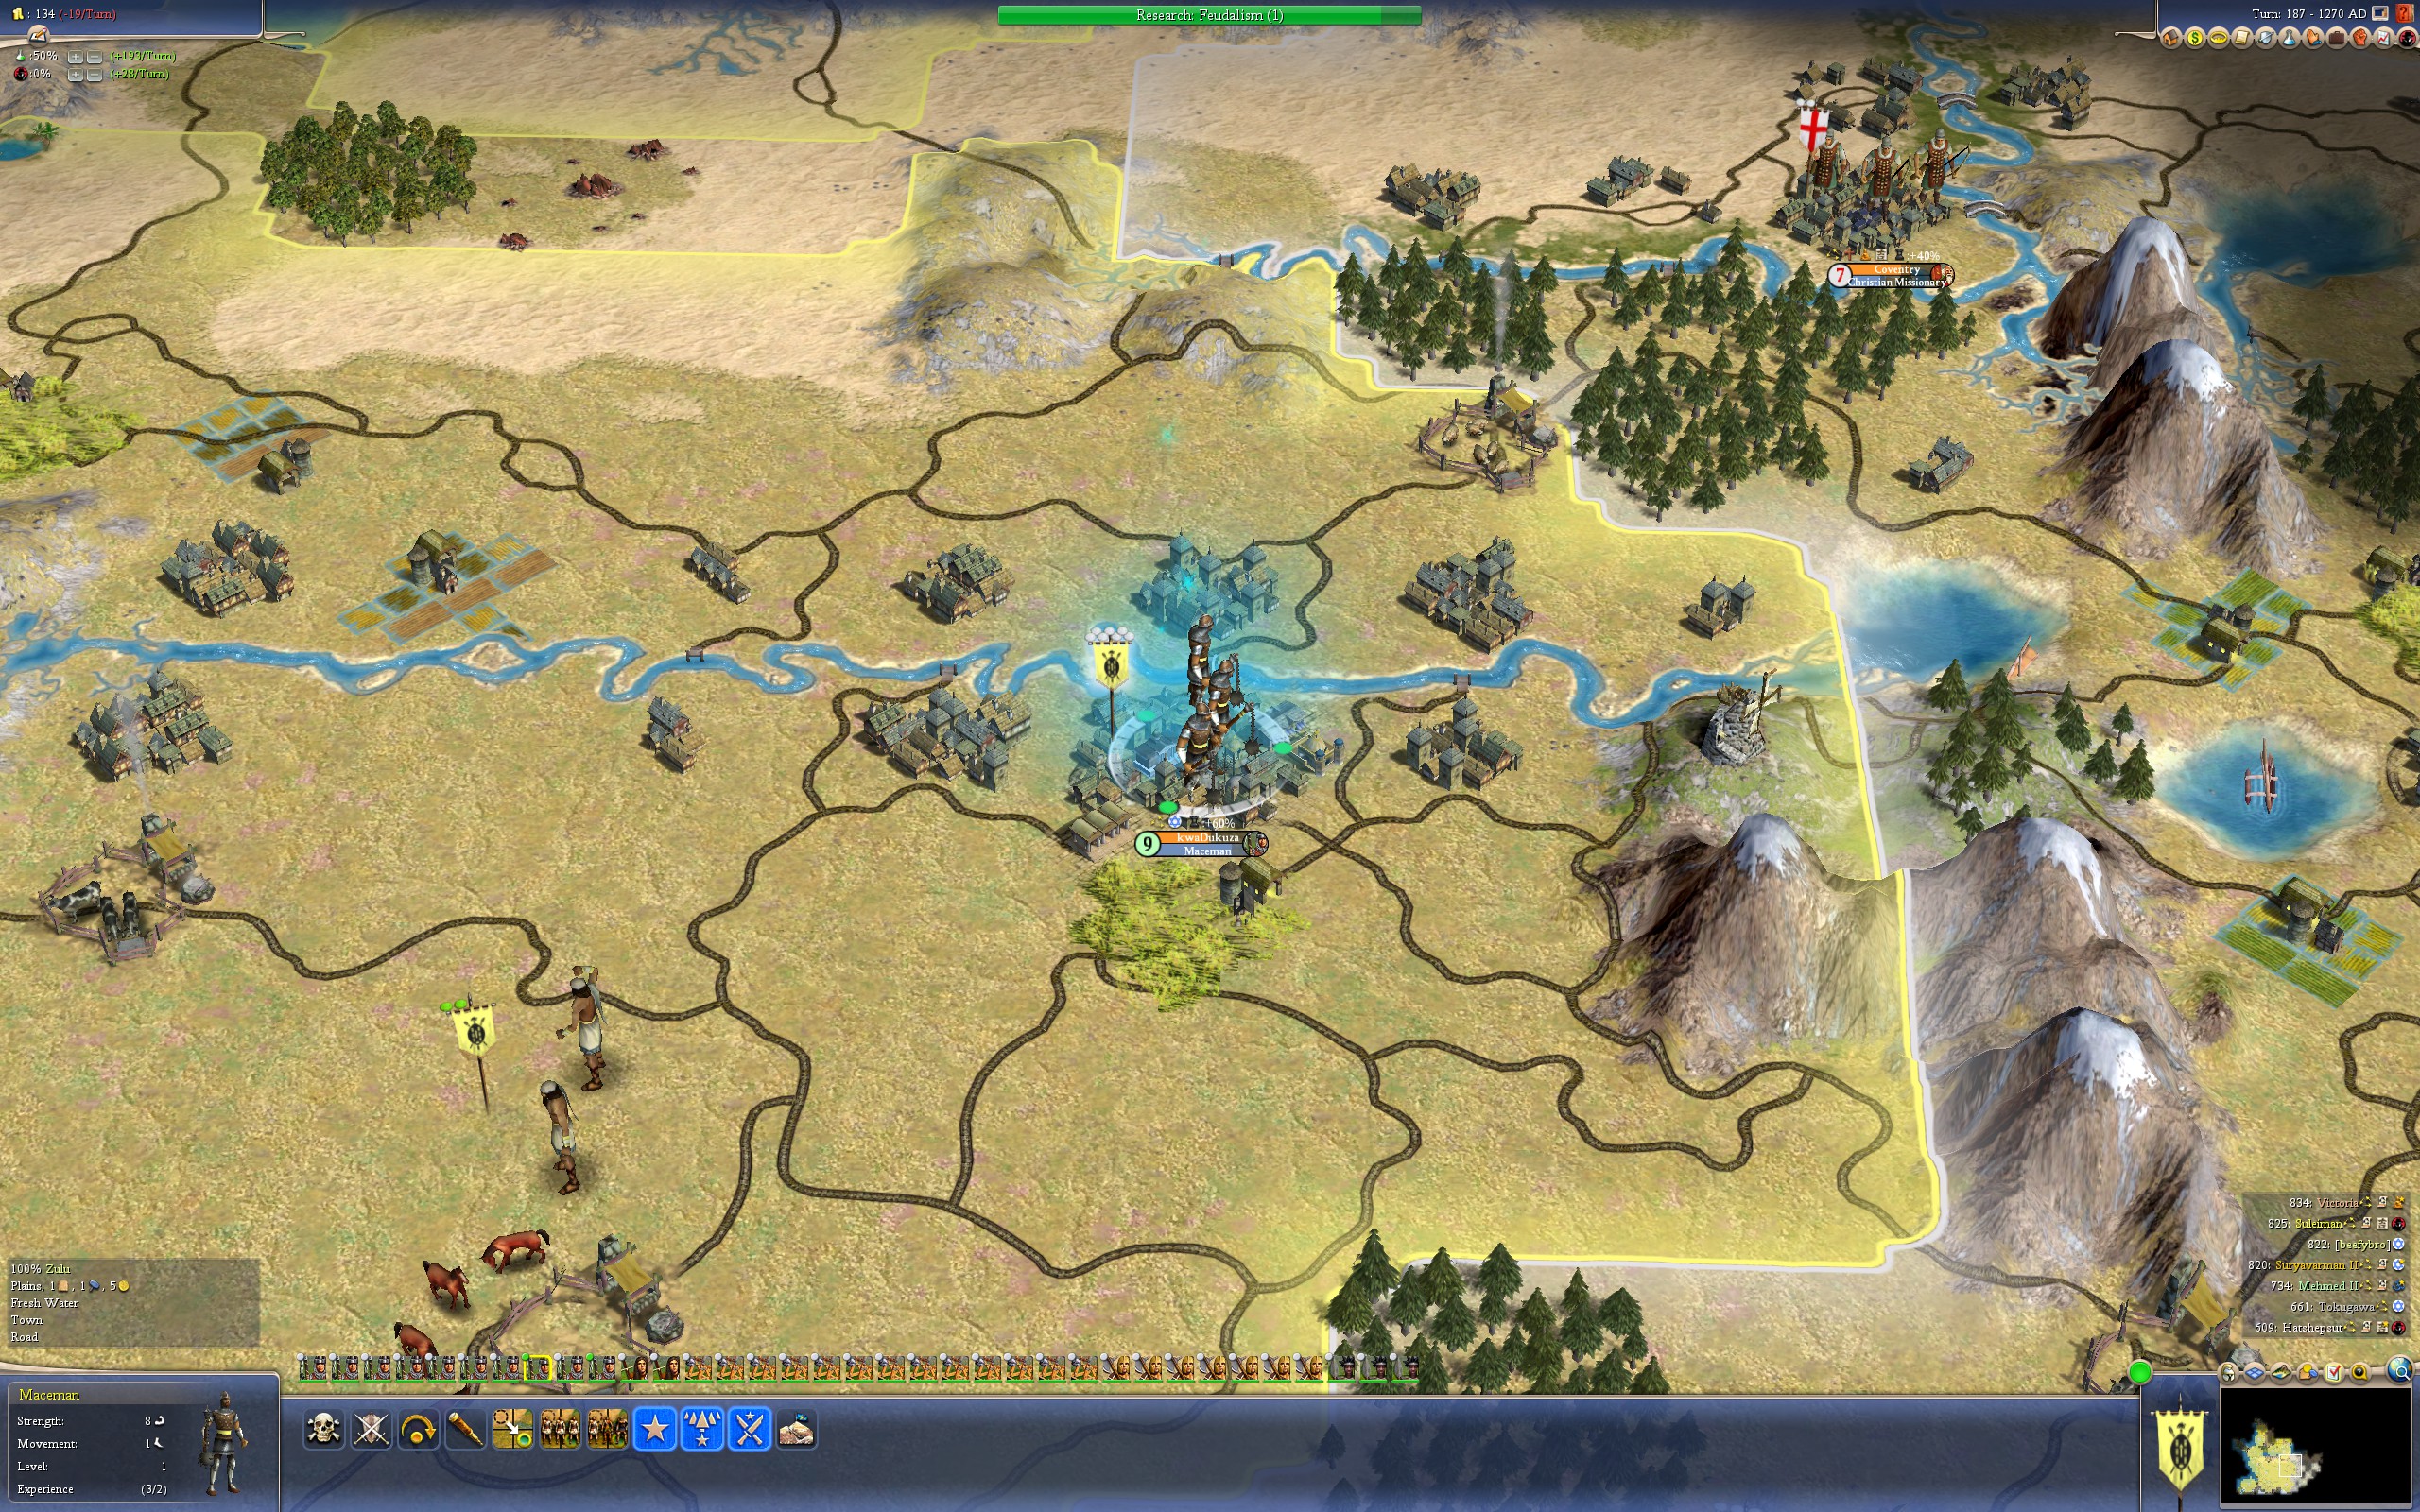 : 134 (-19/Turn)
Research: Feudalism (1)
Turn: 187 - 1270 AD
:50% (+199/Turn)
:0% (+28/Turn)
:+40%
7 Coventry
Christian Missionary
:+60%
9 kwaDukuza
Maceman
834: Victoria
825: Suleiman
822: [beefybro]
820: Suryavarman II
734: Mehmed II
661: Tokugawa
609: Hatshepsut
100% Zulu
Plains, 1, 1, 5
Fresh Water
Town
Road
Maceman
Strength: 8
Movement: 1
Level: 1
Experience (3/2)